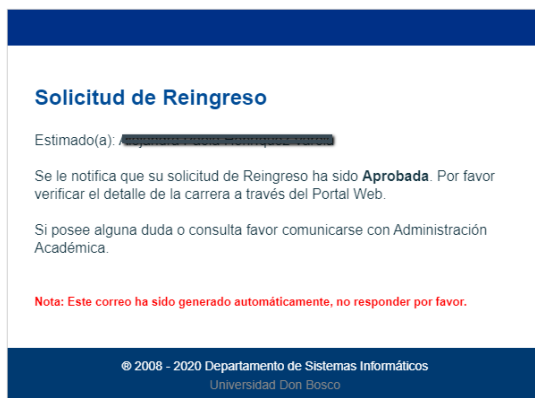 Solicitud de Reingreso
Estimado(a):
Se le notifica que su solicitud de Reingreso ha sido Aprobada. Por favor
verificar el detalle de la carrera a través del Portal Web.
Si posee alguna duda o consulta favor comunicarse con Administración
Académica.
Nota: Este correo ha sido generado automáticamente, no responder por favor.
® 2008 - 2020 Departamento de Sistemas Informáticos
Universidad Don Bosco